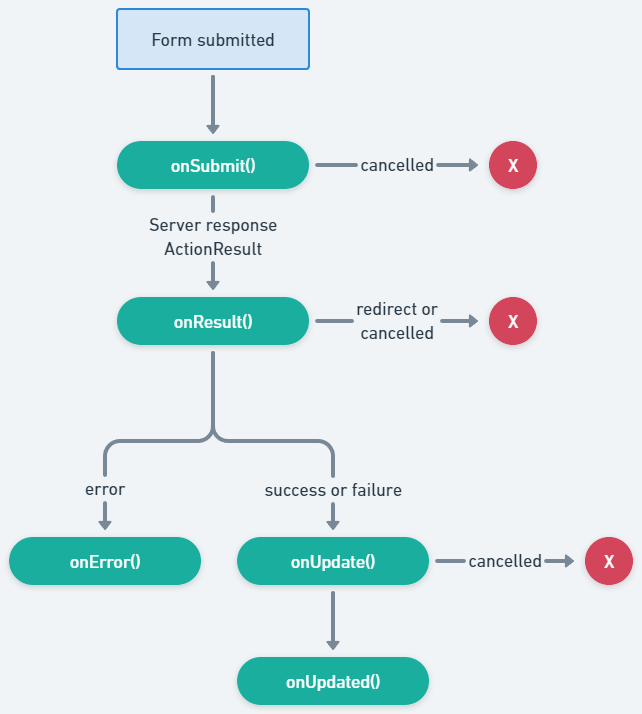 Form submitted
onSubmit()
cancelled
X
Server response
ActionResult
onResult()
redirect or
cancelled
X
error
success or failure
onError()
onUpdate()
cancelled
X
onUpdated()